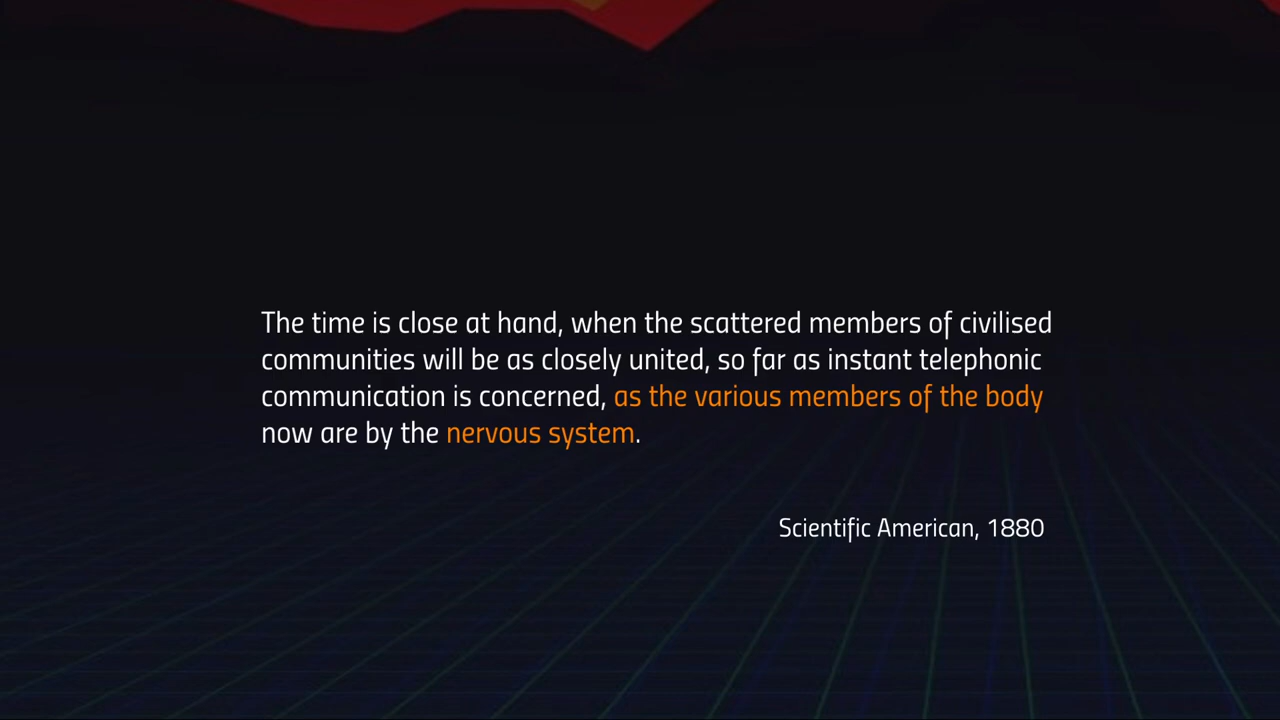 The time is close at hand, when the scattered members of civilised
communities will be as closely united, so far as instant telephonic
communication is concerned, as the various members of the body
now are by the nervous system.
Scientific American, 1880